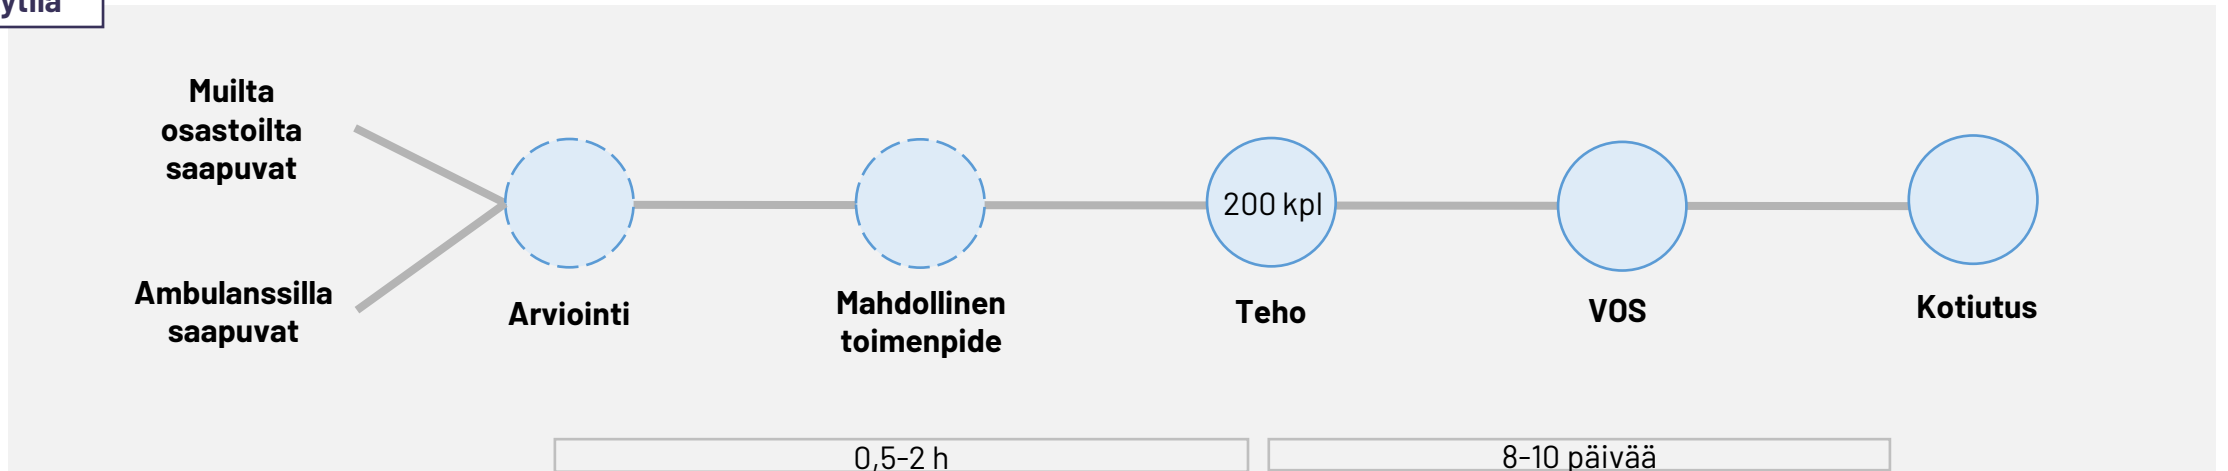 Muilta
osastoilta
saapuvat
Ambulanssilla
saapuvat
Arviointi
Mahdollinen
toimenpide
200 kpl
Teho
VOS
Kotiutus
0,5-2 h
8-10 päivää